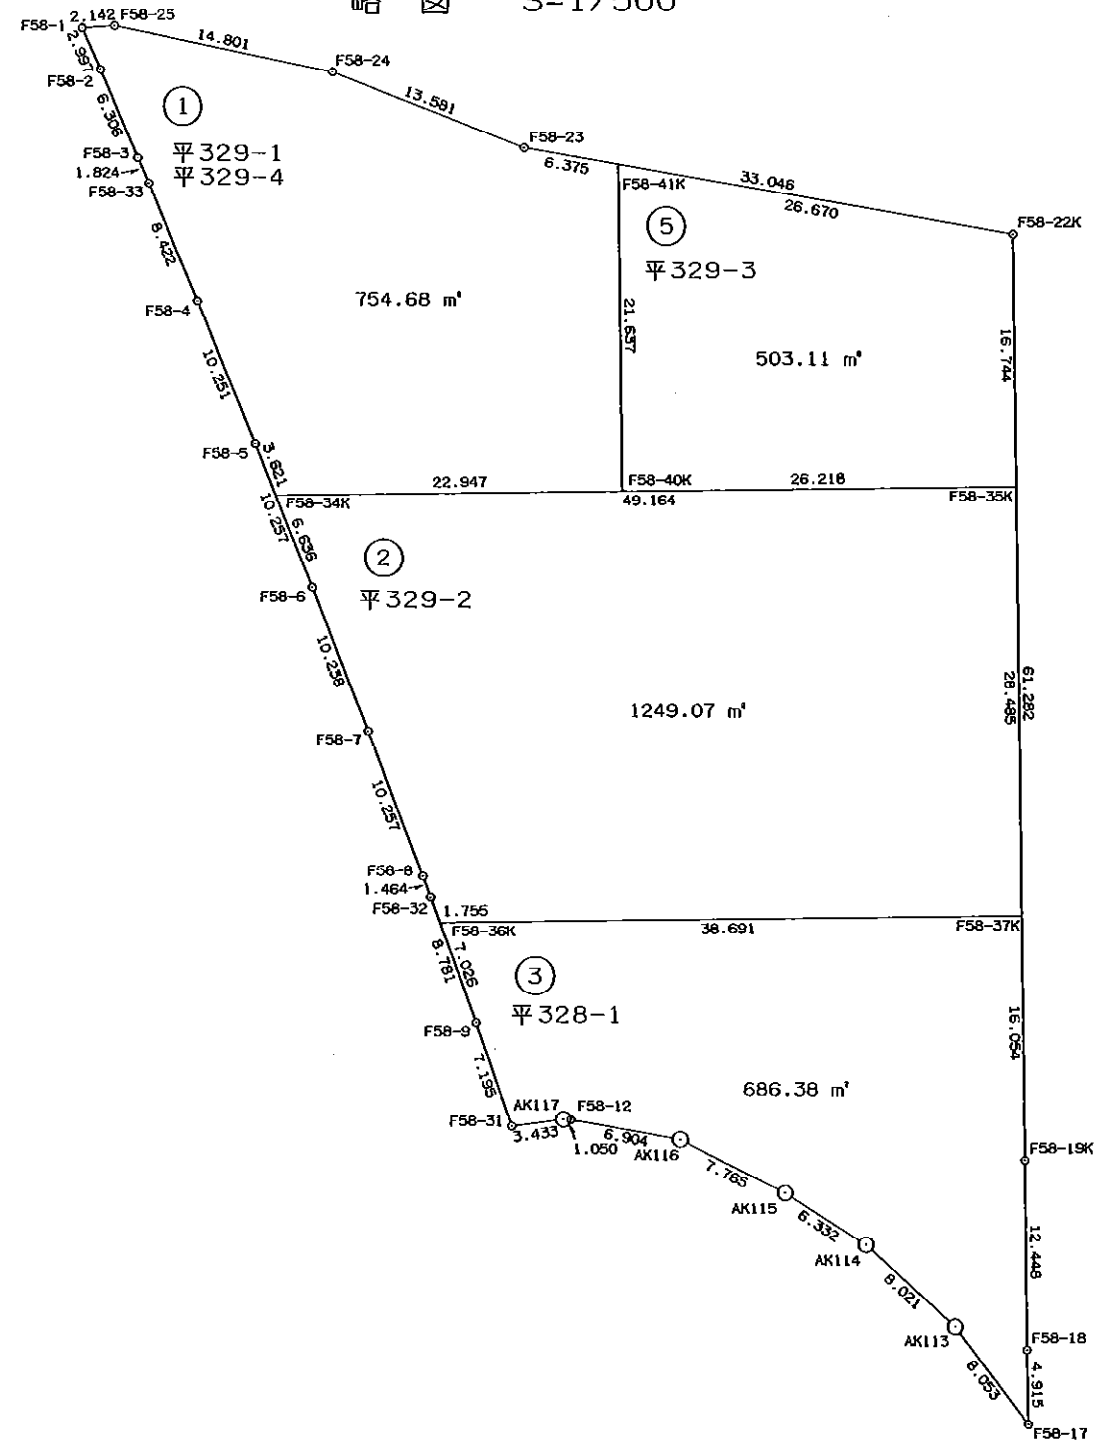 略 図 S=1/500
F58-1 2.142 F58-25
2.997 14.801 F58-24
F58-2
6.306 13.581 F58-23
① 6.375 33.046
平329-1 F58-41K 26.670
平329-4 F58-22K
F58-3
1.824
F58-33
⑤
平329-3
8.422
754.68 ㎡
F58-4
21.637
503.11 ㎡
16.744
10.251
F58-5 3.621
22.947 F58-40K 26.218
F58-34K 49.164 F58-35K
10.257 6.636
②
F58-6 平329-2
10.258
61.282
28.485
1249.07 ㎡
F58-7
10.257
F58-8
1.464
F58-32 1.755
F58-36K 38.691 F58-37K
8.781 7.026
③
平328-1
F58-9
16.054
7.195
686.38 ㎡
AK117 F58-12
F58-31 3.433 1.050 6.904
AK116
F58-19K
7.765
AK115
6.332
12.448
AK114
8.021
AK113
F58-18
8.053 4.915
F58-17